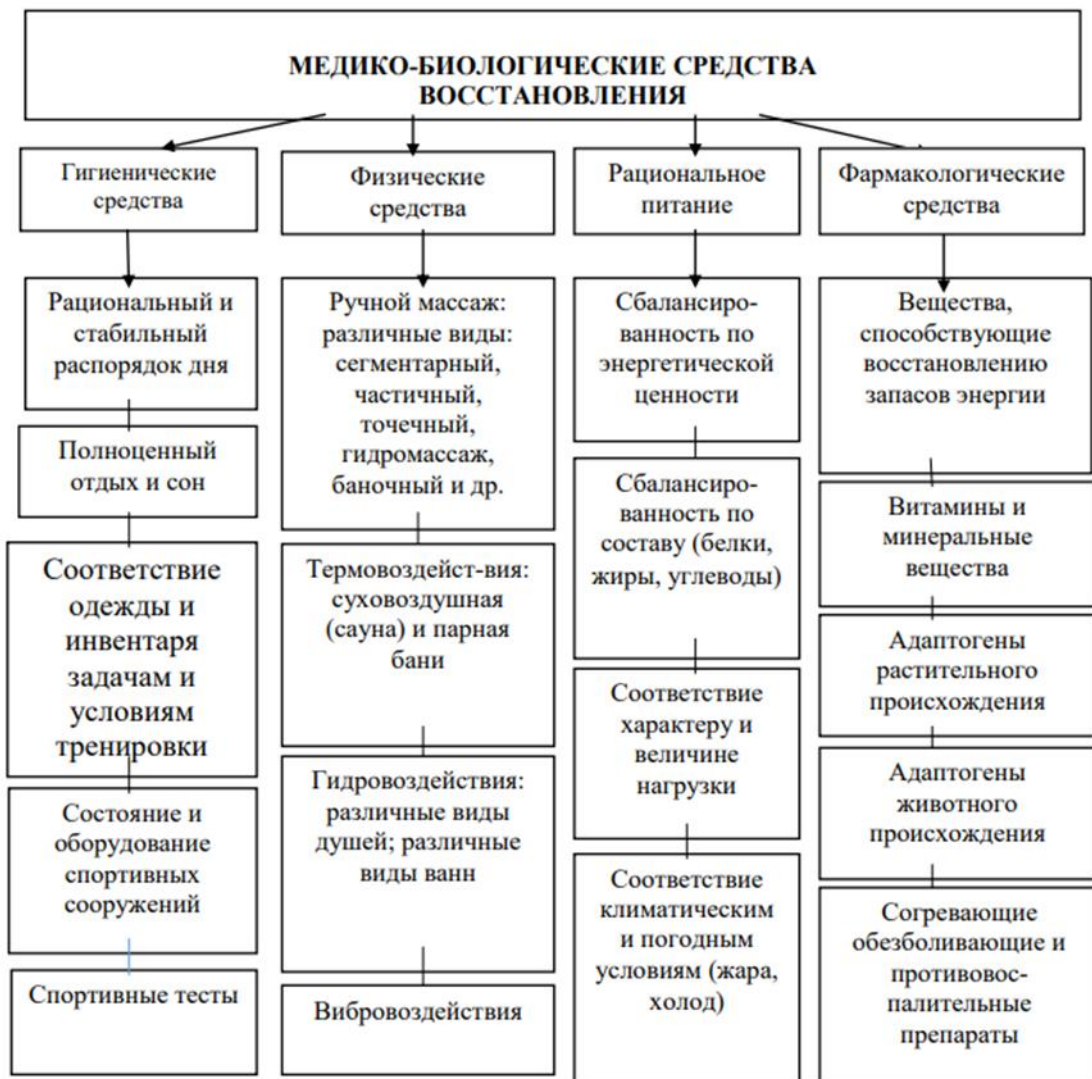 МЕДИКО-БИОЛОГИЧЕСКИЕ СРЕДСТВА
ВОССТАНОВЛЕНИЯ
Гигиенические
средства
Физические
средства
Рациональное
питание
Фармакологические
средства
Рациональный и
стабильный
распорядок дня
Полноценный
отдых и сон
Соответствие
одежды и
инвентаря
задачам и
условиям
тренировки
Состояние и
оборудование
спортивных
сооружений
Спортивные тесты
Ручной массаж:
различные виды:
сегментарный,
частичный,
точечный,
гидромассаж,
баночный и др.
Термовоздейст-вия:
суховоздушная
(сауна) и парная
бани
Гидровоздействия:
различные виды
душей; различные
виды ванн
Вибровоздействия
Сбалансиро-
ванность по
энергетической
ценности
Сбалансиро-
ванность по
составу (белки,
жиры, углеводы)
Соответствие
характеру и
величине
нагрузки
Соответствие
климатическим
и погодным
условиям (жара,
холод)
Вещества,
способствующие
восстановлению
запасов энергии
Витамины и
минеральные
вещества
Адаптогены
растительного
происхождения
Адаптогены
животного
происхождения
Согревающие
обезболивающие и
противовос-
палительные
препараты